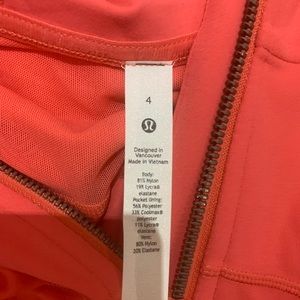 4
Designed in
Vancouver
Made in Vietnam
Body:
81% Nylon
19% Lycra®
elastane
Pocket lining:
56% Polyester
33% Coolmax®
polyester
11% Lycra®
elastane
Vent:
80% Nylon
20% Elastane